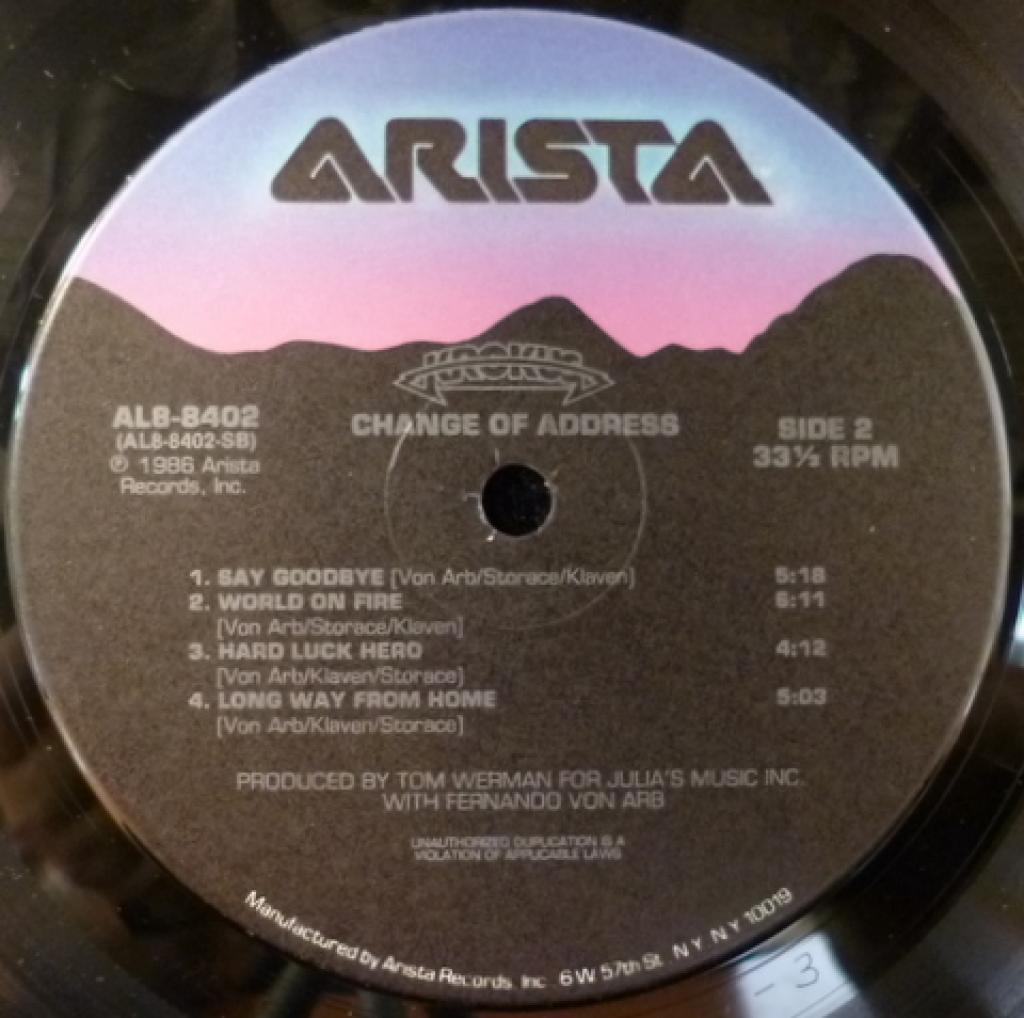 ARISTA
KROKUS
AL8-8402
(AL8-8402-SB)
℗ 1986 Arista
Records, Inc.
CHANGE OF ADDRESS
SIDE 2
33⅓ RPM
1. SAY GOODBYE [Von Arb/Storace/Klaven] 5:18
2. WORLD ON FIRE 6:11
[Von Arb/Storace/Klaven]
3. HARD LUCK HERO 4:12
[Von Arb/Klaven/Storace]
4. LONG WAY FROM HOME 5:03
[Von Arb/Klaven/Storace]
PRODUCED BY TOM WERMAN FOR JULIA'S MUSIC INC.
WITH FERNANDO VON ARB
UNAUTHORIZED DUPLICATION IS A
VIOLATION OF APPLICABLE LAWS
Manufactured by Arista Records, Inc 6 W 57th St N Y N Y 10019
-3